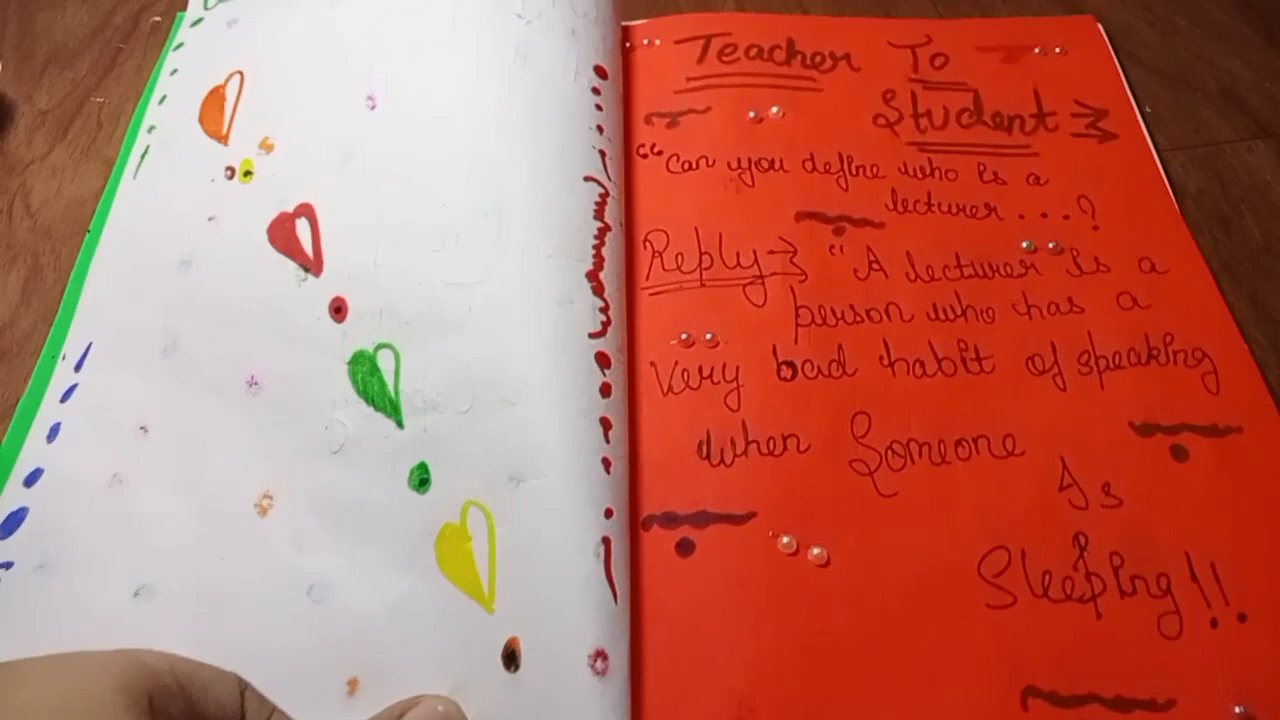 Teacher To
Student
"Can you define who is a
lecturer...?
Reply → "A lecturer is a
person who has a
very bad habit of speaking
when Someone
Is
Sleeping!!